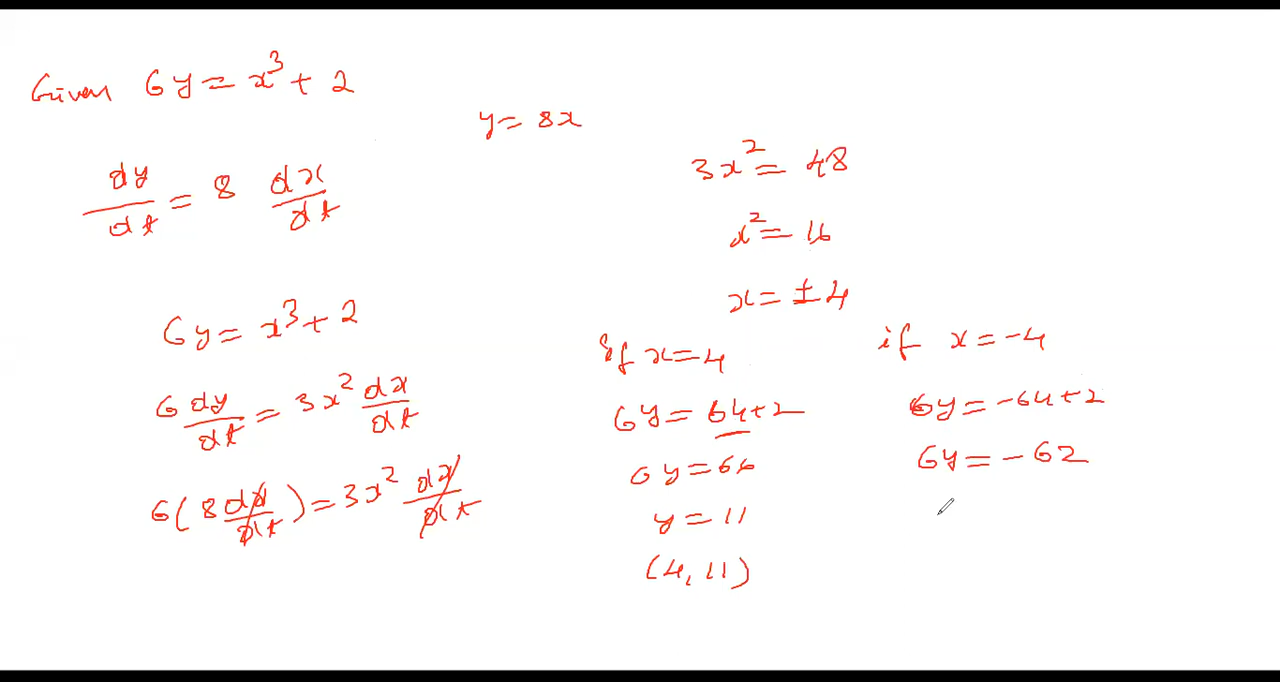 Given 6y = x³ + 2
y = 8x
dy/dt = 8 dx/dt
6y = x³ + 2
6 dy/dt = 3x² dx/dt
6(8 dx/dt) = 3x² dx/dt
3x² = 48
x² = 16
x = ±4
if x = 4
6y = 64+2
6y = 66
y = 11
(4, 11)
if x = -4
6y = -64+2
6y = -62